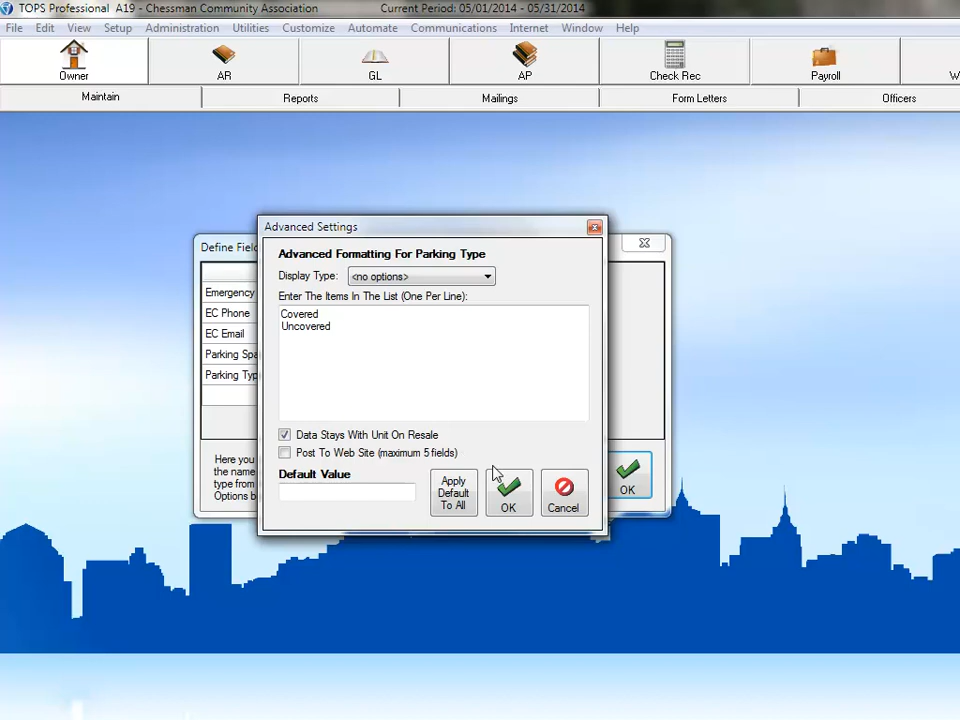 TOPS Professional A19 - Chessman Community Association Current Period: 05/01/2014 - 05/31/2014
File Edit View Setup Administration Utilities Customize Automate Communications Internet Window Help
Owner AR GL AP Check Rec Payroll W
Maintain Reports Mailings Form Letters Officers
Advanced Settings
Define Fiel
Advanced Formatting For Parking Type
Display Type: <no options>
Enter The Items In The List (One Per Line):
Covered
Uncovered
Emergency
EC Phone
EC Email
Parking Spa
Parking Typ
Data Stays With Unit On Resale
Post To Web Site (maximum 5 fields)
Default Value
Apply
Default
To All
OK
Cancel
Here you
the name
type from
Options b
OK